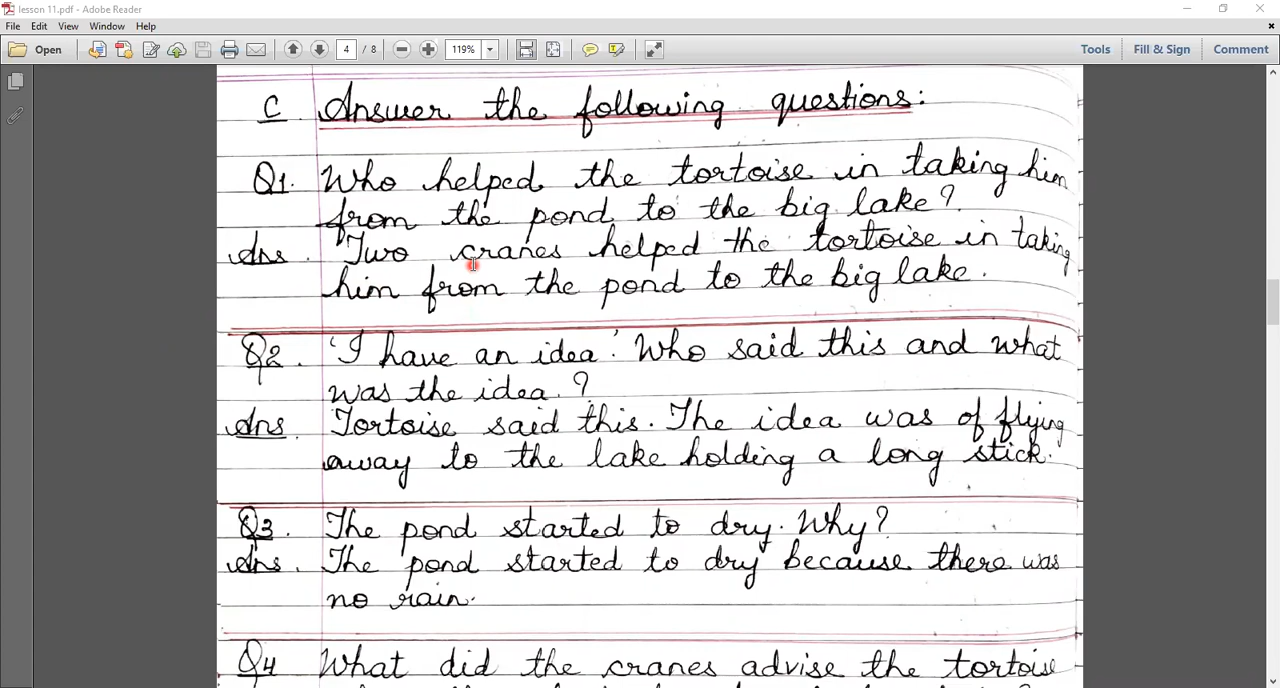 lesson 11.pdf - Adobe Reader
File Edit View Window Help
Open 4 / 8 119% Tools Fill & Sign Comment
C Answer the following questions:
Q1. Who helped the tortoise in taking him
from the pond to the big lake?
Ans. Two cranes helped the tortoise in taking
him from the pond to the big lake.
Q2. 'I have an idea.' Who said this and what
was the idea.?
Ans Tortoise said this. The idea was of flying
away to the lake holding a long stick.
Q3. The pond started to dry. Why?
Ans. The pond started to dry because there was
no rain.
Q4 What did the cranes advise the tortoise